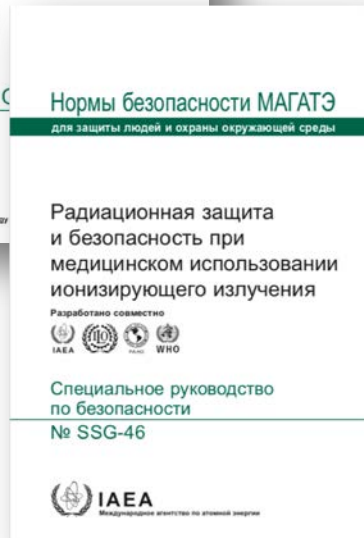 Нормы безопасности МАГАТЭ
для защиты людей и охраны окружающей среды
Радиационная защита
и безопасность при
медицинском использовании
ионизирующего излучения
Разработано совместно
IAEA PAHO WHO
Специальное руководство
по безопасности
№ SSG-46
IAEA
Международное агентство по атомной энергии